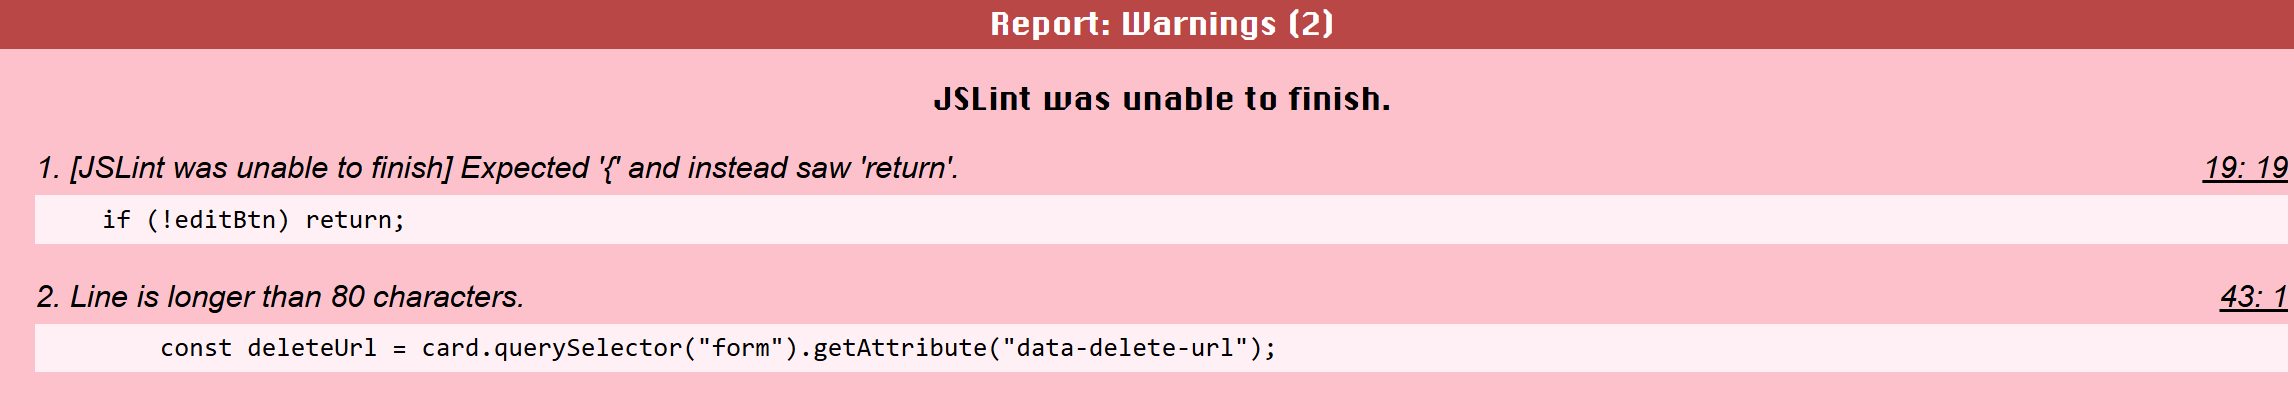 Report: Warnings (2)
JSLint was unable to finish.
1. [JSLint was unable to finish] Expected '{' and instead saw 'return'. 19: 19
if (!editBtn) return;
2. Line is longer than 80 characters. 43: 1
const deleteUrl = card.querySelector("form").getAttribute("data-delete-url");